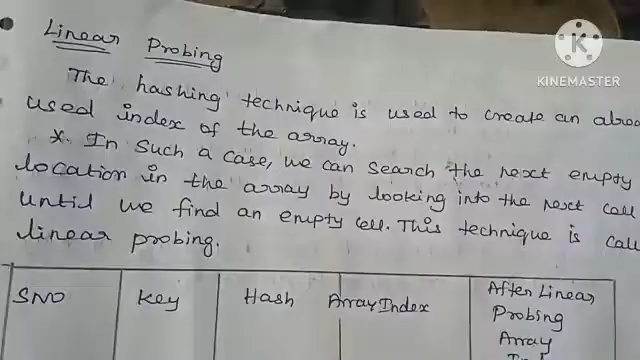 Linear Probing
The hashing technique is used to create an alrea
used index of the array.
* In such a case, we can search the next empty
location in the array by looking into the next cell
until we find an empty cell. This technique is call
linear probing.
SNO Key Hash Array Index After Linear
Probing
Array
K
KINEMASTER